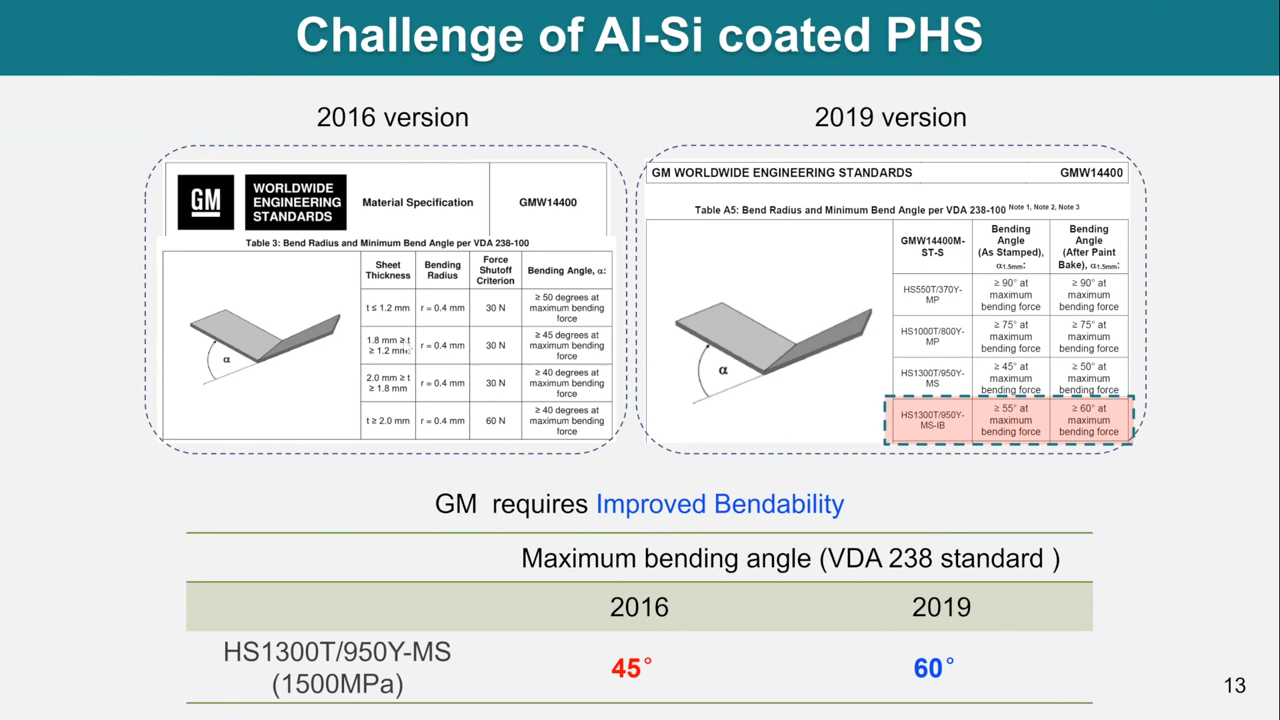 Challenge of Al-Si coated PHS
2016 version
2019 version
GM
WORLDWIDE
ENGINEERING
STANDARDS
Material Specification
GMW14400
Table 3: Bend Radius and Minimum Bend Angle per VDA 238-100
Sheet
Thickness
Bending
Radius
Force
Shutoff
Criterion
Bending Angle, α:
t ≤ 1.2 mm
r = 0.4 mm
30 N
≥ 50 degrees at
maximum bending
force
1.8 mm ≥ t
≥ 1.2 mm
r = 0.4 mm
30 N
≥ 45 degrees at
maximum bending
force
2.0 mm ≥ t
≥ 1.8 mm
r = 0.4 mm
30 N
≥ 40 degrees at
maximum bending
force
t ≥ 2.0 mm
r = 0.4 mm
60 N
≥ 40 degrees at
maximum bending
force
α
GM WORLDWIDE ENGINEERING STANDARDS
GMW14400
Table A5: Bend Radius and Minimum Bend Angle per VDA 238-100 Note 1, Note 2, Note 3
GMW14400M-
ST-S
Bending
Angle
(As Stamped),
α1.5mm:
Bending
Angle
(After Paint
Bake), α1.5mm:
HS550T/370Y-
MP
≥ 90° at
maximum
bending force
≥ 90° at
maximum
bending force
HS1000T/800Y-
MP
≥ 75° at
maximum
bending force
≥ 75° at
maximum
bending force
HS1300T/950Y-
MS
≥ 45° at
maximum
bending force
≥ 50° at
maximum
bending force
HS1300T/950Y-
MS-IB
≥ 55° at
maximum
bending force
≥ 60° at
maximum
bending force
α
GM requires Improved Bendability
Maximum bending angle (VDA 238 standard )
2016
2019
HS1300T/950Y-MS
(1500MPa)
45°
60°
13